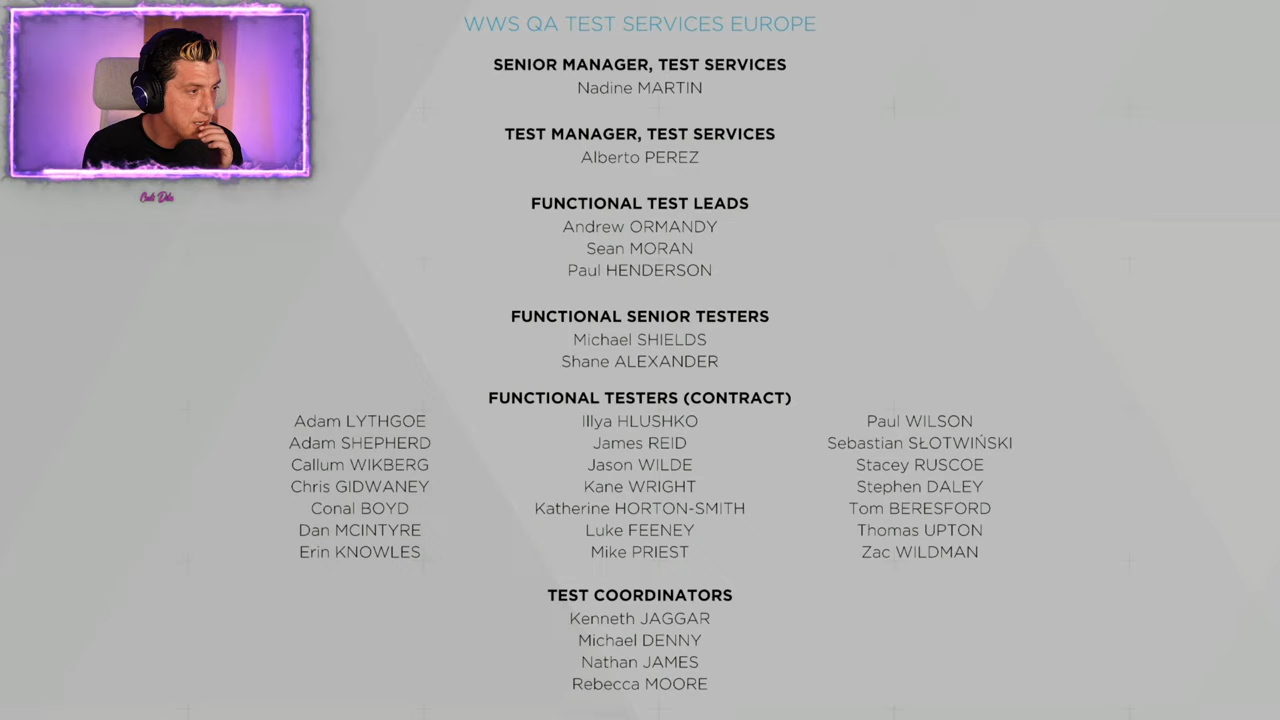 WWS QA TEST SERVICES EUROPE
SENIOR MANAGER, TEST SERVICES
Nadine MARTIN
TEST MANAGER, TEST SERVICES
Alberto PEREZ
FUNCTIONAL TEST LEADS
Andrew ORMANDY
Sean MORAN
Paul HENDERSON
FUNCTIONAL SENIOR TESTERS
Michael SHIELDS
Shane ALEXANDER
FUNCTIONAL TESTERS (CONTRACT)
Adam LYTHGOE
Adam SHEPHERD
Callum WIKBERG
Chris GIDWANEY
Conal BOYD
Dan MCINTYRE
Erin KNOWLES
Illya HLUSHKO
James REID
Jason WILDE
Kane WRIGHT
Katherine HORTON-SMITH
Luke FEENEY
Mike PRIEST
Paul WILSON
Sebastian SŁOTWIŃSKI
Stacey RUSCOE
Stephen DALEY
Tom BERESFORD
Thomas UPTON
Zac WILDMAN
TEST COORDINATORS
Kenneth JAGGAR
Michael DENNY
Nathan JAMES
Rebecca MOORE